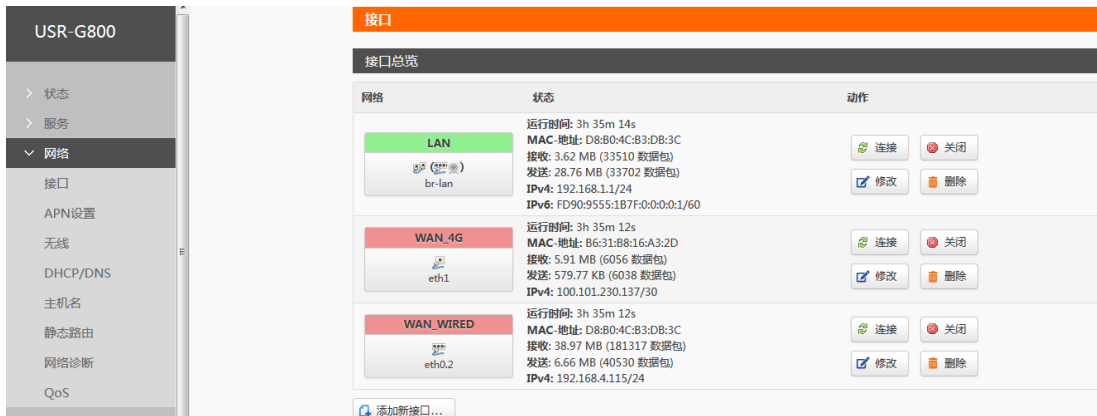 USR-G800
状态
服务
网络
接口
APN设置
无线
DHCP/DNS
主机名
静态路由
网络诊断
QoS
接口
接口总览
网络 状态 动作
LAN
br-lan
运行时间: 3h 35m 14s
MAC-地址: D8:B0:4C:B3:DB:3C
接收: 3.62 MB (33510 数据包)
发送: 28.76 MB (33702 数据包)
IPv4: 192.168.1.1/24
IPv6: FD90:9555:1B7F:0:0:0:0:1/60
连接 关闭
修改 删除
WAN_4G
eth1
运行时间: 3h 35m 12s
MAC-地址: B6:31:B8:16:A3:2D
接收: 5.91 MB (6056 数据包)
发送: 579.77 KB (6038 数据包)
IPv4: 100.101.230.137/30
连接 关闭
修改 删除
WAN_WIRED
eth0.2
运行时间: 3h 35m 12s
MAC-地址: D8:B0:4C:B3:DB:3C
接收: 38.97 MB (181317 数据包)
发送: 6.66 MB (40530 数据包)
IPv4: 192.168.4.115/24
连接 关闭
修改 删除
添加新接口...